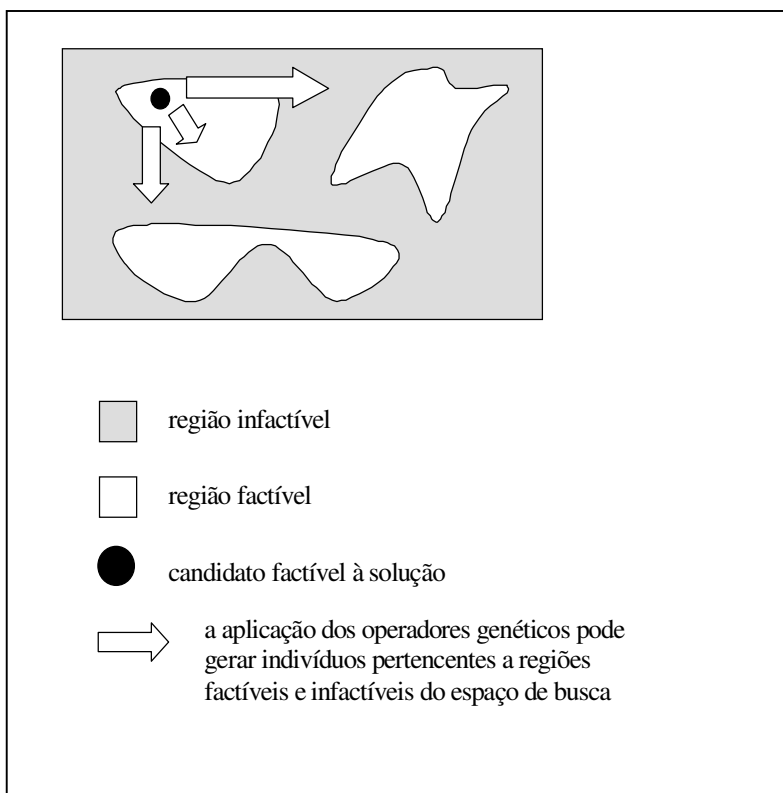 região infactível
região factível
candidato factível à solução
a aplicação dos operadores genéticos pode
gerar indivíduos pertencentes a regiões
factíveis e infactíveis do espaço de busca